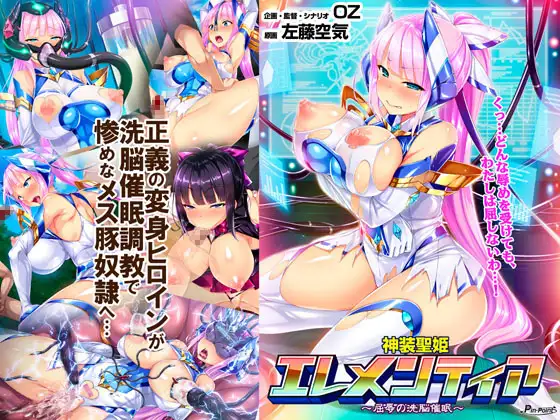 正義の変身ヒロインが
洗脳催眠調教で
惨めなメス豚奴隷へ…
企画・監督・シナリオ OZ
原画 左藤空気
くっ…どんな辱めを受けても、
わたしは屈しないわ…！
神装聖姫
エレメンティア
～屈辱の洗脳催眠～
Pin-Point